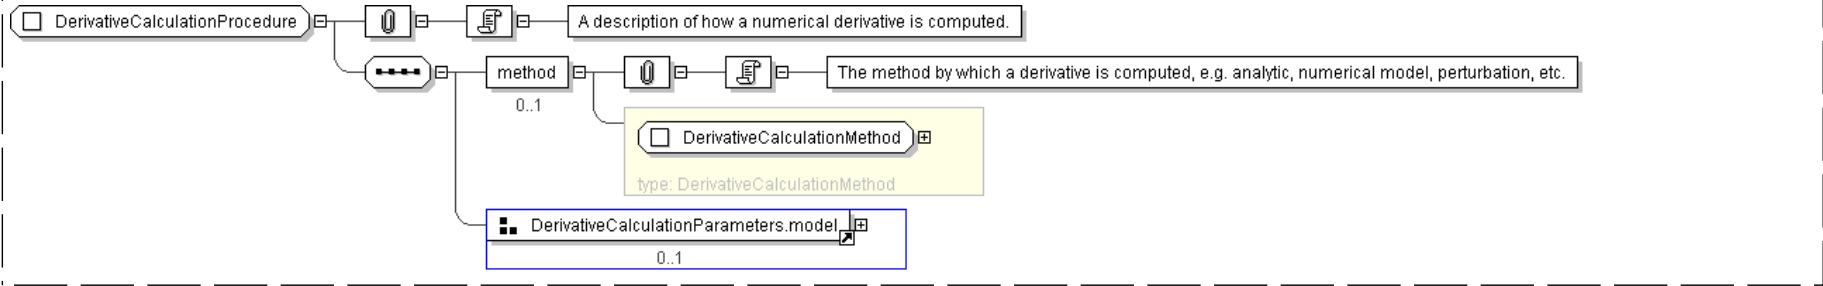 DerivativeCalculationProcedure
A description of how a numerical derivative is computed.
method
The method by which a derivative is computed, e.g. analytic, numerical model, perturbation, etc.
0..1
DerivativeCalculationMethod
type: DerivativeCalculationMethod
DerivativeCalculationParameters.model
0..1